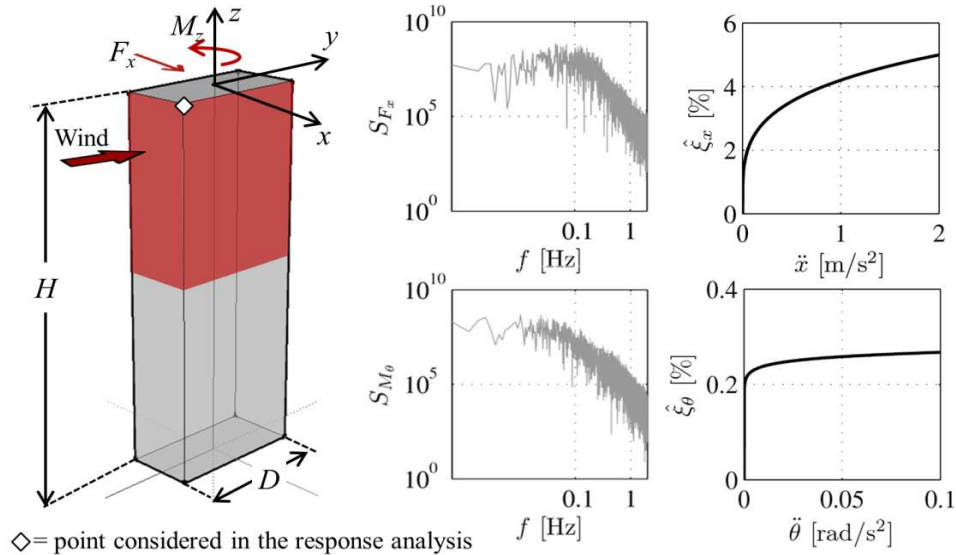 z
M_z
y
F_x
x
Wind
H
D
◇= point considered in the response analysis
10^10
10^5
10^0
S_{F_x}
0.1 1
f [Hz]
6
4
2
0
ξ̂_x [%]
0 1 2
ẍ [m/s²]
10^10
10^5
10^0
S_{M_θ}
0.1 1
f [Hz]
0.4
0.2
0
ξ̂_θ [%]
0 0.05 0.1
θ̈ [rad/s²]